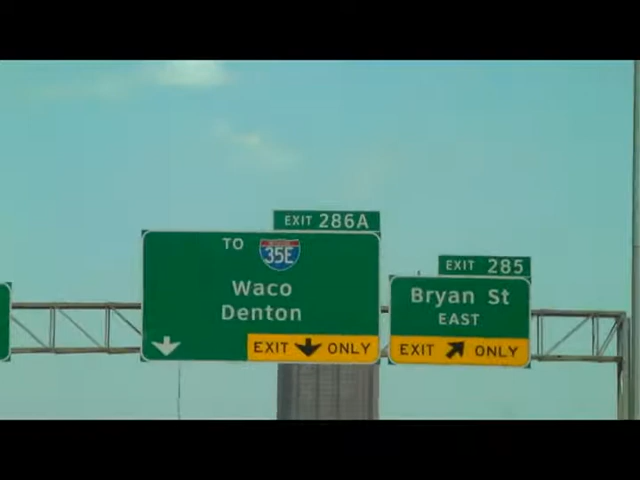 EXIT 286A
TO 35E
Waco
Denton
EXIT ONLY
EXIT 285
Bryan St
EAST
EXIT ONLY